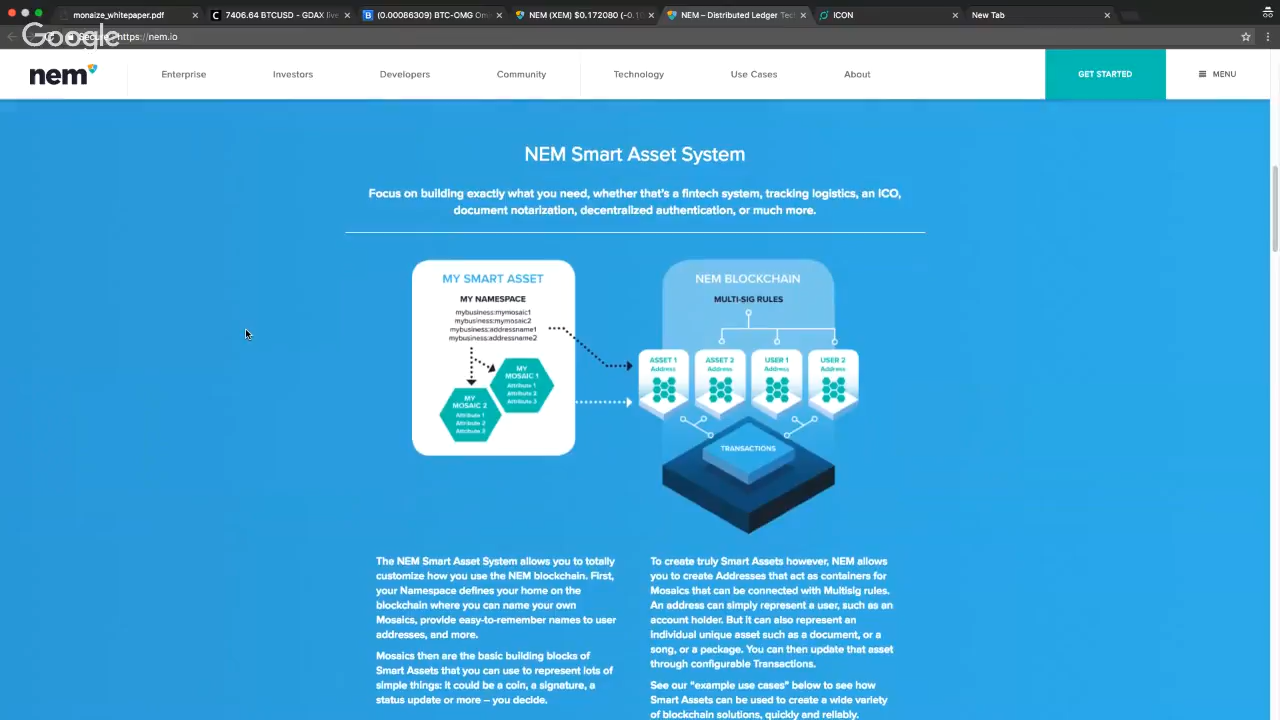 monaize_whitepaper.pdf
7406.64 BTCUSD - GDAX live
(0.00086309) BTC-OMG Om
NEM (XEM) $0.172080 (-0.1
NEM – Distributed Ledger Tec
ICON
New Tab
Google
Secure https://nem.io
nem
Enterprise
Investors
Developers
Community
Technology
Use Cases
About
GET STARTED
MENU
NEM Smart Asset System
Focus on building exactly what you need, whether that's a fintech system, tracking logistics, an ICO,
document notarization, decentralized authentication, or much more.
MY SMART ASSET
MY NAMESPACE
mybusiness:mymosaic1
mybusiness:mymosaic2
mybusiness:addressname1
mybusiness:addressname2
MY
MOSAIC 1
Attribute 1
Attribute 2
Attribute 3
MY
MOSAIC 2
Attribute 1
Attribute 2
Attribute 3
NEM BLOCKCHAIN
MULTI-SIG RULES
ASSET 1
Address
ASSET 2
Address
USER 1
Address
USER 2
Address
TRANSACTIONS
The NEM Smart Asset System allows you to totally
customize how you use the NEM blockchain. First,
your Namespace defines your home on the
blockchain where you can name your own
Mosaics, provide easy-to-remember names to user
addresses, and more.
Mosaics then are the basic building blocks of
Smart Assets that you can use to represent lots of
simple things: it could be a coin, a signature, a
status update or more – you decide.
To create truly Smart Assets however, NEM allows
you to create Addresses that act as containers for
Mosaics that can be connected with Multisig rules.
An address can simply represent a user, such as an
account holder. But it can also represent an
individual unique asset such as a document, or a
song, or a package. You can then update that asset
through configurable Transactions.
See our "example use cases" below to see how
Smart Assets can be used to create a wide variety
of blockchain solutions, quickly and reliably.